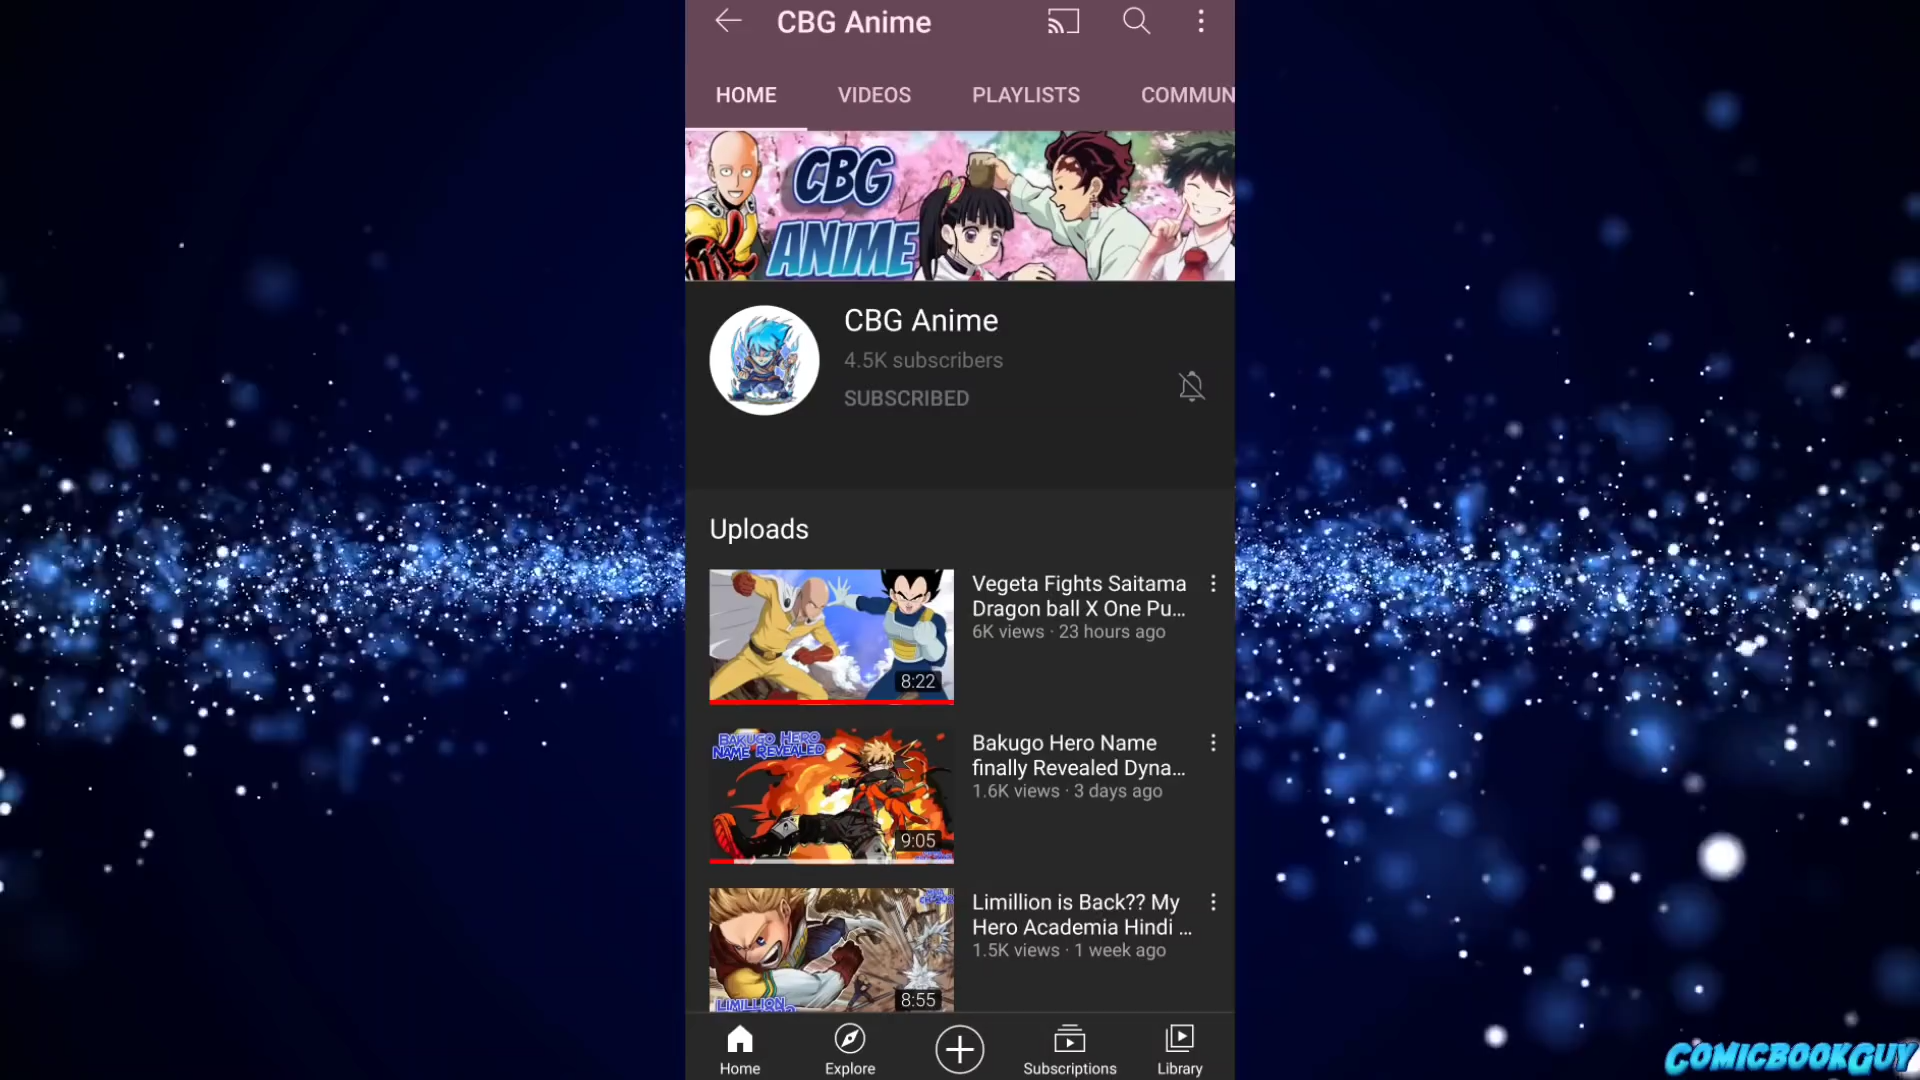 CBG Anime
HOME VIDEOS PLAYLISTS COMMUN
CBG
ANIME
CBG Anime
4.5K subscribers
SUBSCRIBED
Uploads
Vegeta Fights Saitama
Dragon ball X One Pu...
6K views · 23 hours ago
8:22
BAKUGO HERO
NAME REVEALED
Bakugo Hero Name
finally Revealed Dyna...
1.6K views · 3 days ago
9:05
Limillion is Back?? My
Hero Academia Hindi ...
1.5K views · 1 week ago
8:55
LIMILLION
Home Explore Subscriptions Library
COMICBOOKGUY